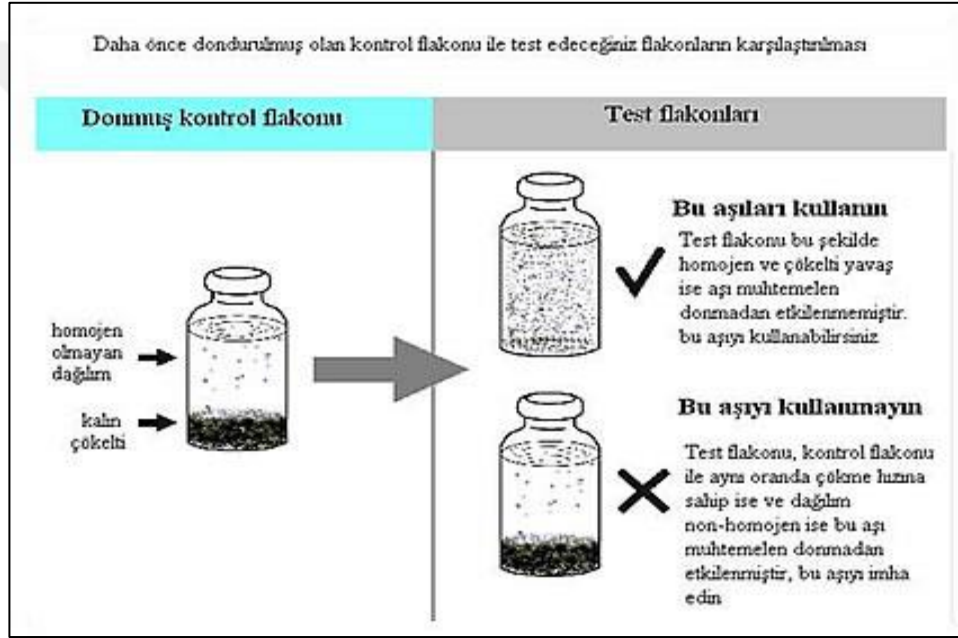 Daha önce dondurulmuş olan kontrol flakonu ile test edeceğiniz flakonların karşılaştırılması
Donmuş kontrol flakonu
homojen
olmayan
dağılım
kalın
çökelti
Test flakonları
Bu aşıları kullanın
Test flakonu bu şekilde
homojen ve çökelti yavaş
ise aşı muhtemelen
donmadan etkilenmemiştir.
bu aşıyı kullanabilirsiniz
Bu aşıyı kullanmayın
Test flakonu, kontrol flakonu
ile aynı oranda çökme hızına
sahip ise ve dağılım
non-homojen ise bu aşı
muhtemelen donmadan
etkilenmiştir, bu aşıyı imha
edin